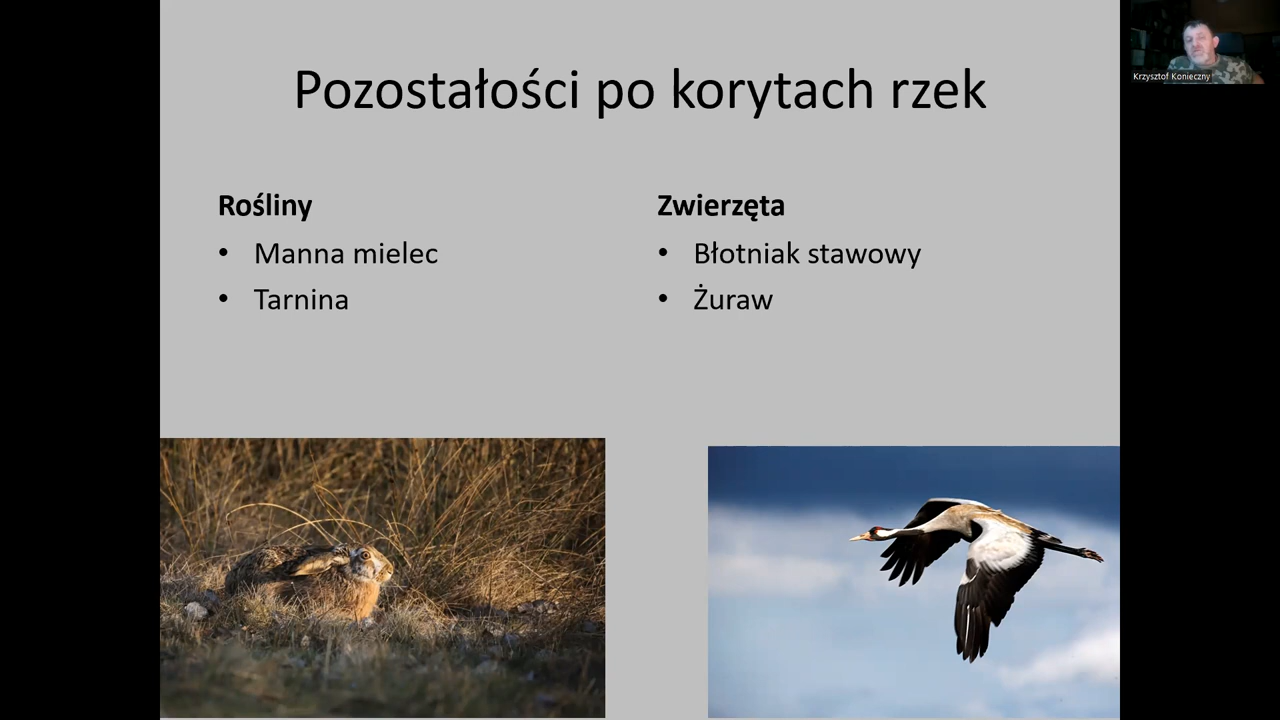 Pozostałości po korytach rzek
Rośliny
• Manna mielec
• Tarnina
Zwierzęta
• Błotniak stawowy
• Żuraw
Krzysztof Konieczny